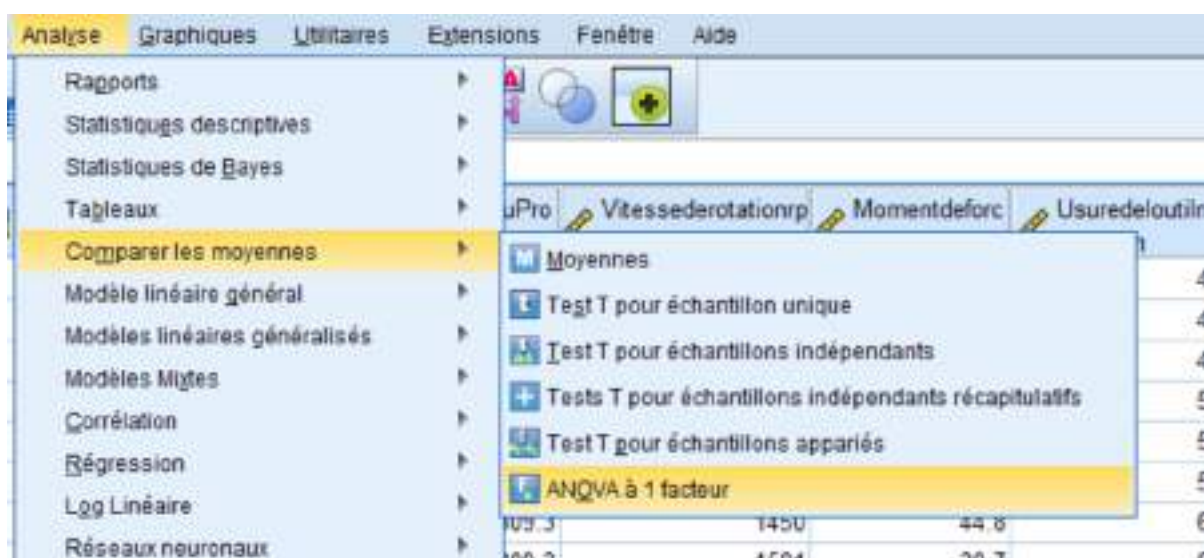 Analyse Graphiques Utilitaires Extensions Fenêtre Aide
Rapports
Statistiques descriptives
Statistiques de Bayes
Tableaux
uPro Vitessederotationrp Momentdeforc Usuredeloutilin
Comparer les moyennes
Moyennes
Modèle linéaire général
Test T pour échantillon unique
Modèles linéaires généralisés
Test T pour échantillons indépendants
Modèles Mixtes
Tests T pour échantillons indépendants récapitulatifs
Corrélation
Test T pour échantillons appariés
Régression
ANOVA à 1 facteur
Log Linéaire
1450 44.8
Réseaux neuronaux